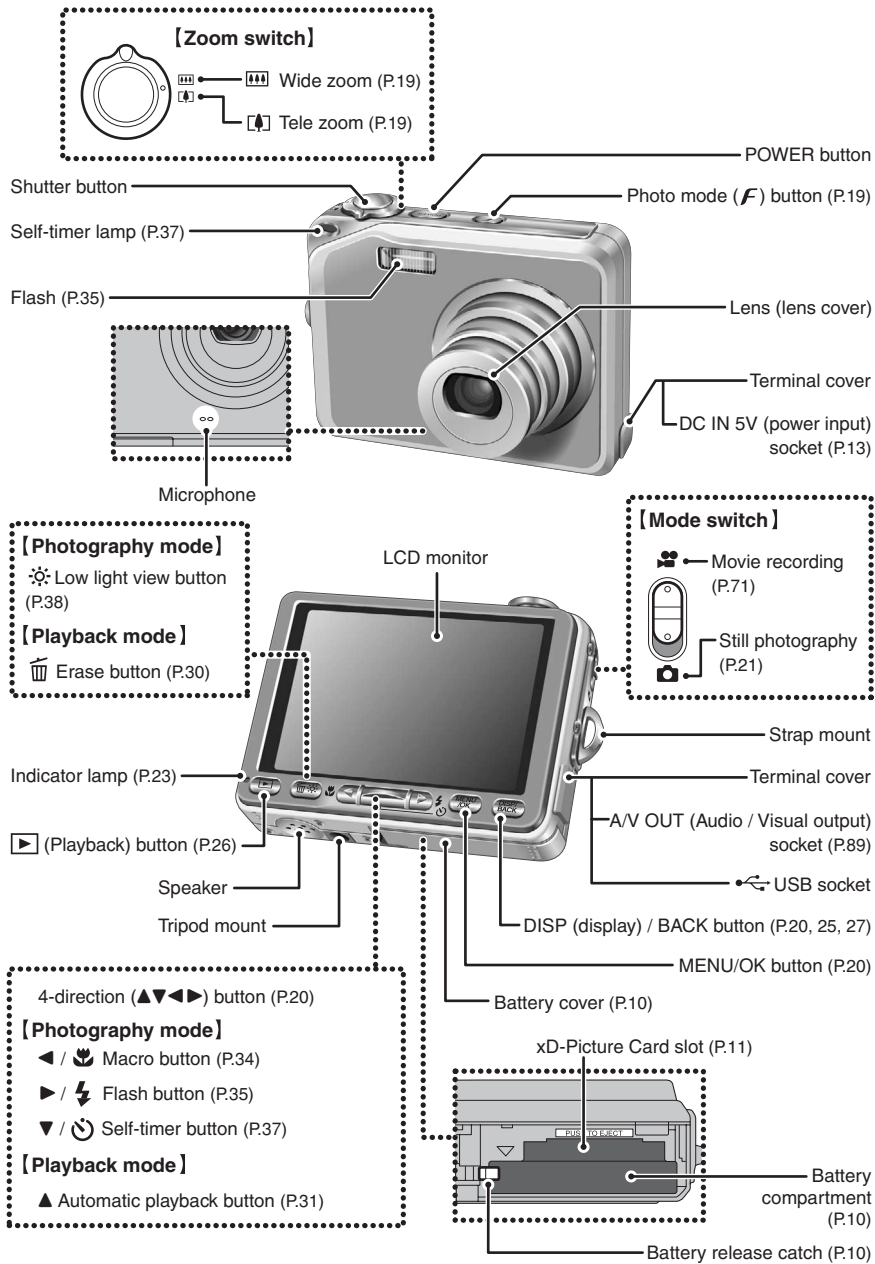 【Zoom switch】
Wide zoom (P.19)
Tele zoom (P.19)
POWER button
Shutter button
Photo mode (F) button (P.19)
Self-timer lamp (P.37)
Flash (P.35)
Lens (lens cover)
Terminal cover
DC IN 5V (power input)
socket (P.13)
Microphone
【Photography mode】
Low light view button
(P.38)
【Playback mode】
Erase button (P.30)
LCD monitor
【Mode switch】
Movie recording
(P.71)
Still photography
(P.21)
Strap mount
Indicator lamp (P.23)
Terminal cover
MENU
/OK
DISP/
BACK
A/V OUT (Audio / Visual output)
socket (P.89)
▶ (Playback) button (P.26)
USB socket
Speaker
Tripod mount
DISP (display) / BACK button (P.20, 25, 27)
MENU/OK button (P.20)
Battery cover (P.10)
4-direction (▲▼◀▶) button (P.20)
【Photography mode】
◀ / Macro button (P.34)
▶ / Flash button (P.35)
▼ / Self-timer button (P.37)
【Playback mode】
▲ Automatic playback button (P.31)
xD-Picture Card slot (P.11)
PUSH TO EJECT
Battery
compartment
(P.10)
Battery release catch (P.10)